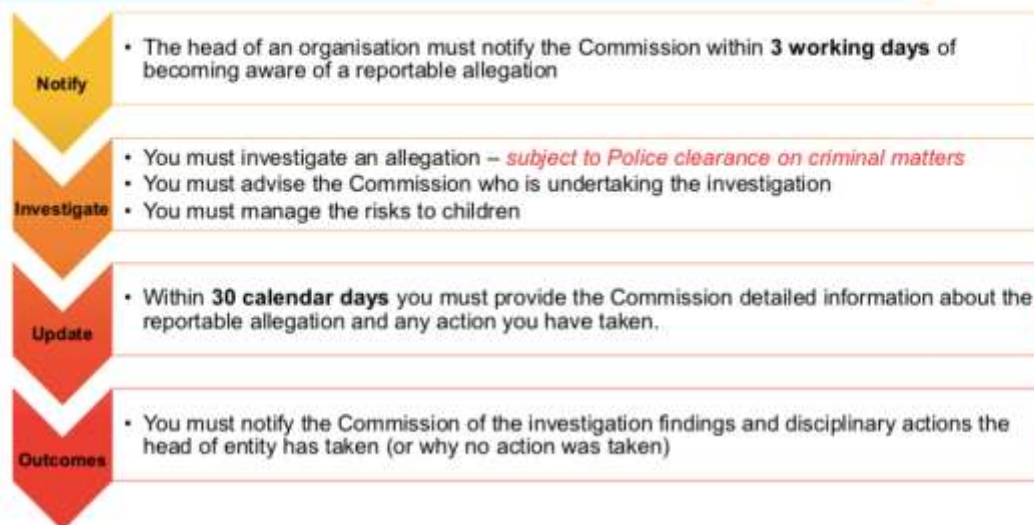 Notify
• The head of an organisation must notify the Commission within 3 working days of
becoming aware of a reportable allegation
Investigate
• You must investigate an allegation – subject to Police clearance on criminal matters
• You must advise the Commission who is undertaking the investigation
• You must manage the risks to children
Update
• Within 30 calendar days you must provide the Commission detailed information about the
reportable allegation and any action you have taken.
Outcomes
• You must notify the Commission of the investigation findings and disciplinary actions the
head of entity has taken (or why no action was taken)